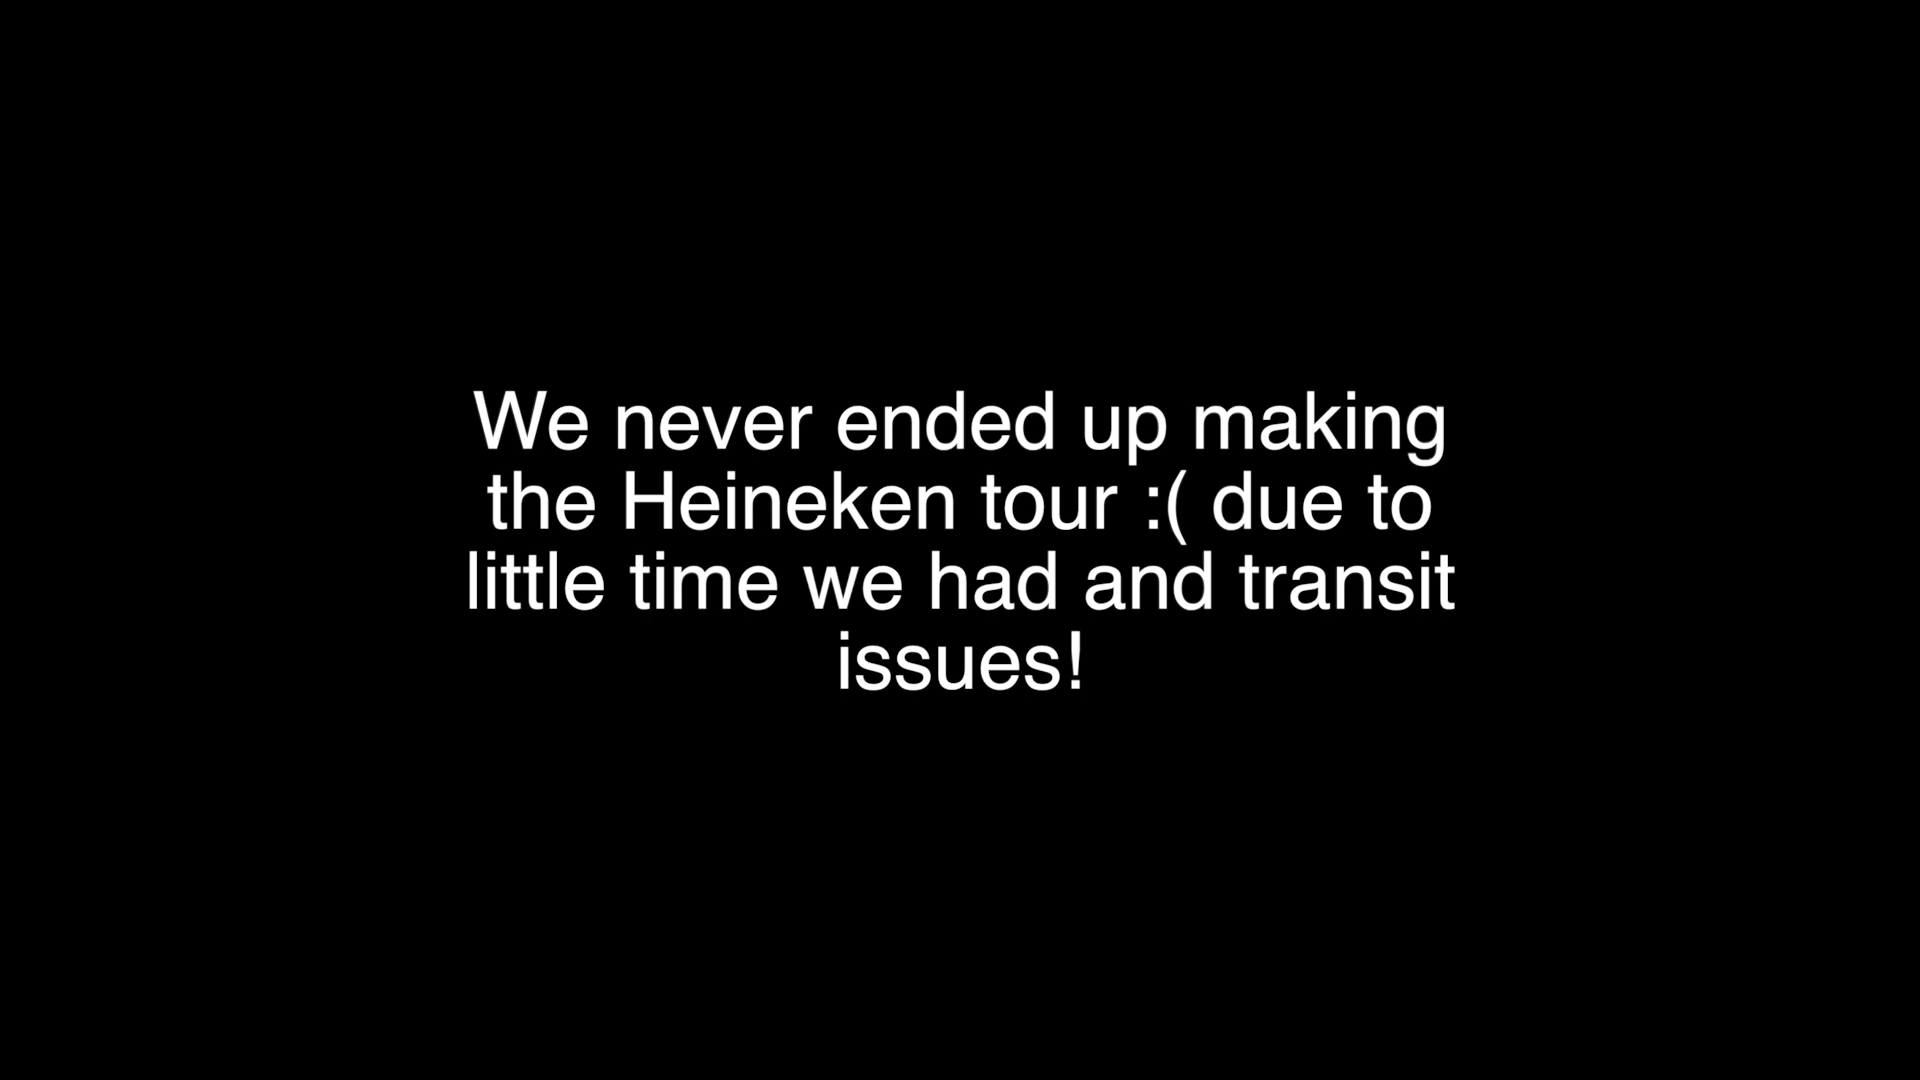 We never ended up making
the Heineken tour :( due to
little time we had and transit
issues!